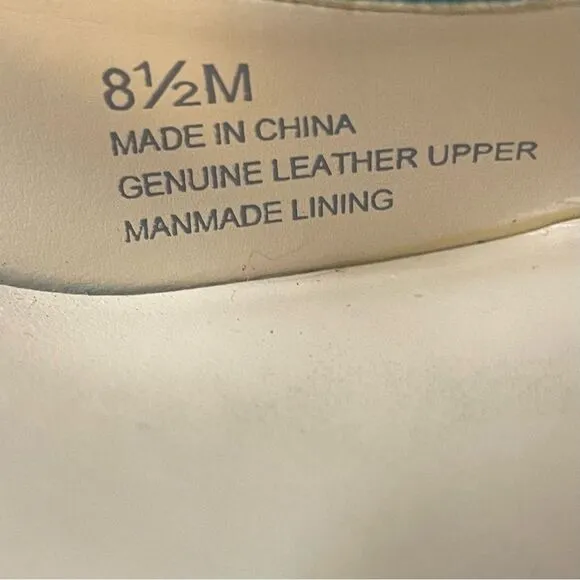 8½M
MADE IN CHINA
GENUINE LEATHER UPPER
MANMADE LINING